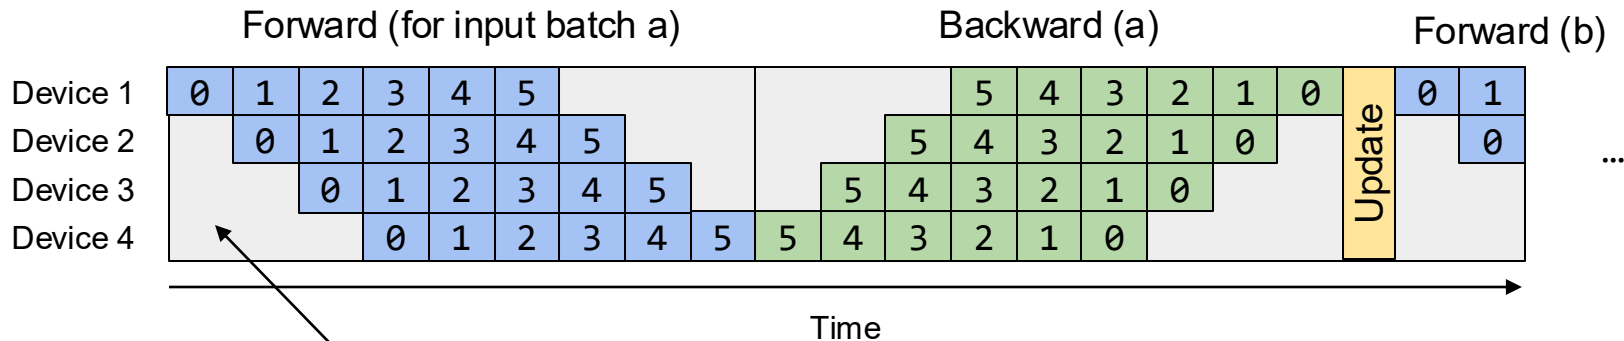 Forward (for input batch a) Backward (a) Forward (b)
Device 1 0 1 2 3 4 5 5 4 3 2 1 0 0 1
Device 2 0 1 2 3 4 5 5 4 3 2 1 0 0
Device 3 0 1 2 3 4 5 5 4 3 2 1 0
Device 4 0 1 2 3 4 5 5 4 3 2 1 0
Update
...
Time